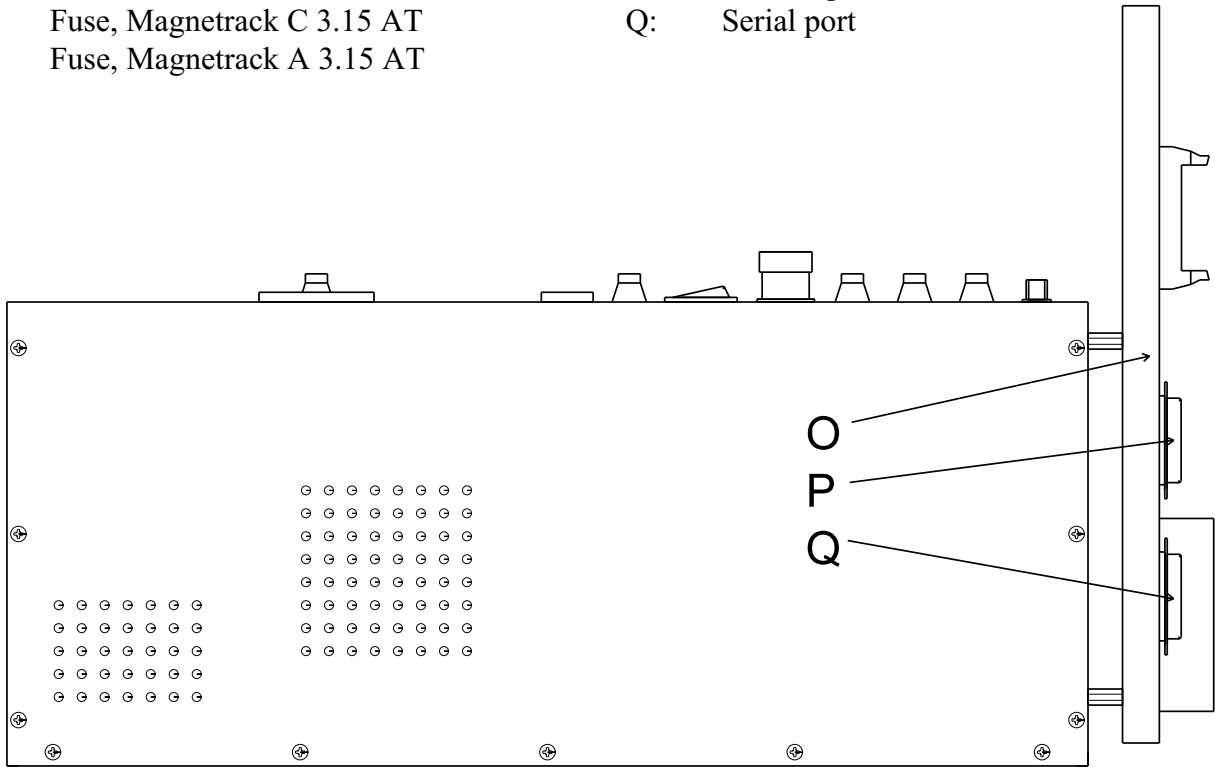 Fuse, Magnetrack C 3.15 AT
Fuse, Magnetrack A 3.15 AT
Q: Serial port
O
P
Q